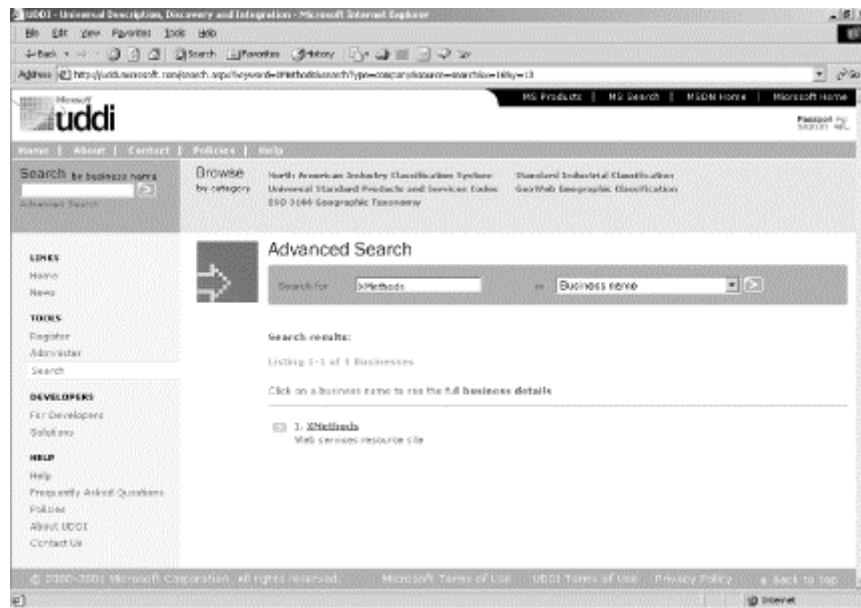 UDDI - Universal Description, Discovery and Integration - Microsoft Internet Explorer
File Edit View Favorites Tools Help
Back Search Favorites History
Address
MS Products | MS Search | MSDN Home | Microsoft Home
Microsoft
uddi
Passport
Home | About | Contact | Policies | Help
Search by business name
Advanced Search
Browse
by category
North American Industry Classification System
Universal Standard Products and Services Codes
ISO 3166 Geographic Taxonomy
Standard Industrial Classification
GeoWeb Geographic Classification
LINKS
Home
News
TOOLS
Register
Administer
Search
DEVELOPERS
For Developers
Solutions
HELP
Help
Frequently Asked Questions
Policies
About UDDI
Contact Us
Advanced Search
Search for XMethods in Business name
Search results:
Listing 1-1 of 1 Businesses
Click on a business name to see the full business details
1. XMethods
Web services resource site
© 2000-2001 Microsoft Corporation. All rights reserved. Microsoft Terms of Use UDDI Terms of Use Privacy Policy Back to top
Internet